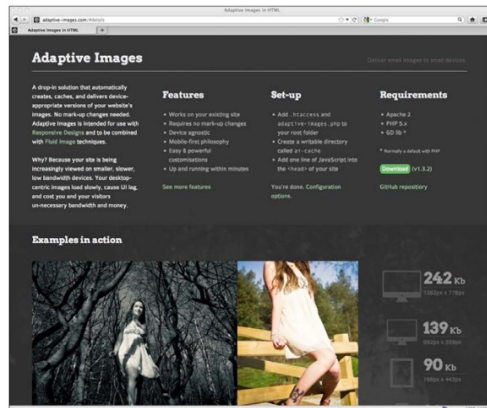 Adaptive Images in HTML
adaptive-images.com
Google
Adaptive Images in HTML
Adaptive Images
Deliver small images to small devices.
A drop-in solution that automatically
creates, caches, and delivers device-
appropriate versions of your website's
images. No mark-up changes needed.
Adaptive Images is intended for use with
Responsive Designs and to be combined
with Fluid Image techniques.
Why? Because your site is being
increasingly viewed on smaller, slower,
low bandwidth devices. Your desktop-
centric images load slowly, cause UI lag,
and cost you and your visitors
un-necessary bandwidth and money.
Features
• Works on your existing site
• Requires no mark-up changes
• Device agnostic
• Mobile-first philosophy
• Easy & powerful
customisations
• Up and running within minutes
See more features
Set-up
• Add .htaccess and
adaptive-images.php to
your root folder
• Create a writable directory
called ai-cache
• Add one line of JavaScript into
the <head> of your site
You're done. Configuration
options.
Requirements
• Apache 2
• PHP 5.x
• GD lib *
* Normally a default with PHP
Download (v1.3.2)
GitHub repository
Examples in action
242 Kb
139 Kb
90 Kb